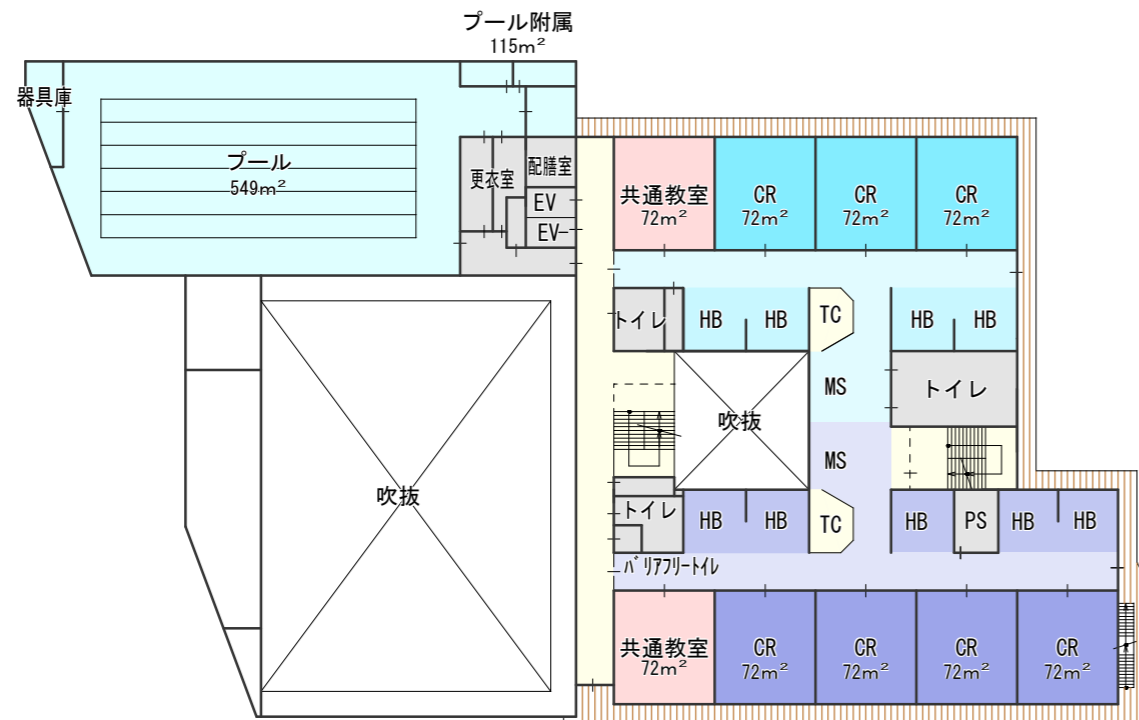 プール附属
115m²
器具庫
プール
549m²
更衣室
配膳室
EV
EV
共通教室
72m²
CR
72m²
CR
72m²
CR
72m²
トイレ
HB
HB
TC
HB
HB
MS
トイレ
吹抜
MS
吹抜
トイレ
HB
HB
TC
HB
PS
HB
HB
バリアフリートイレ
共通教室
72m²
CR
72m²
CR
72m²
CR
72m²
CR
72m²